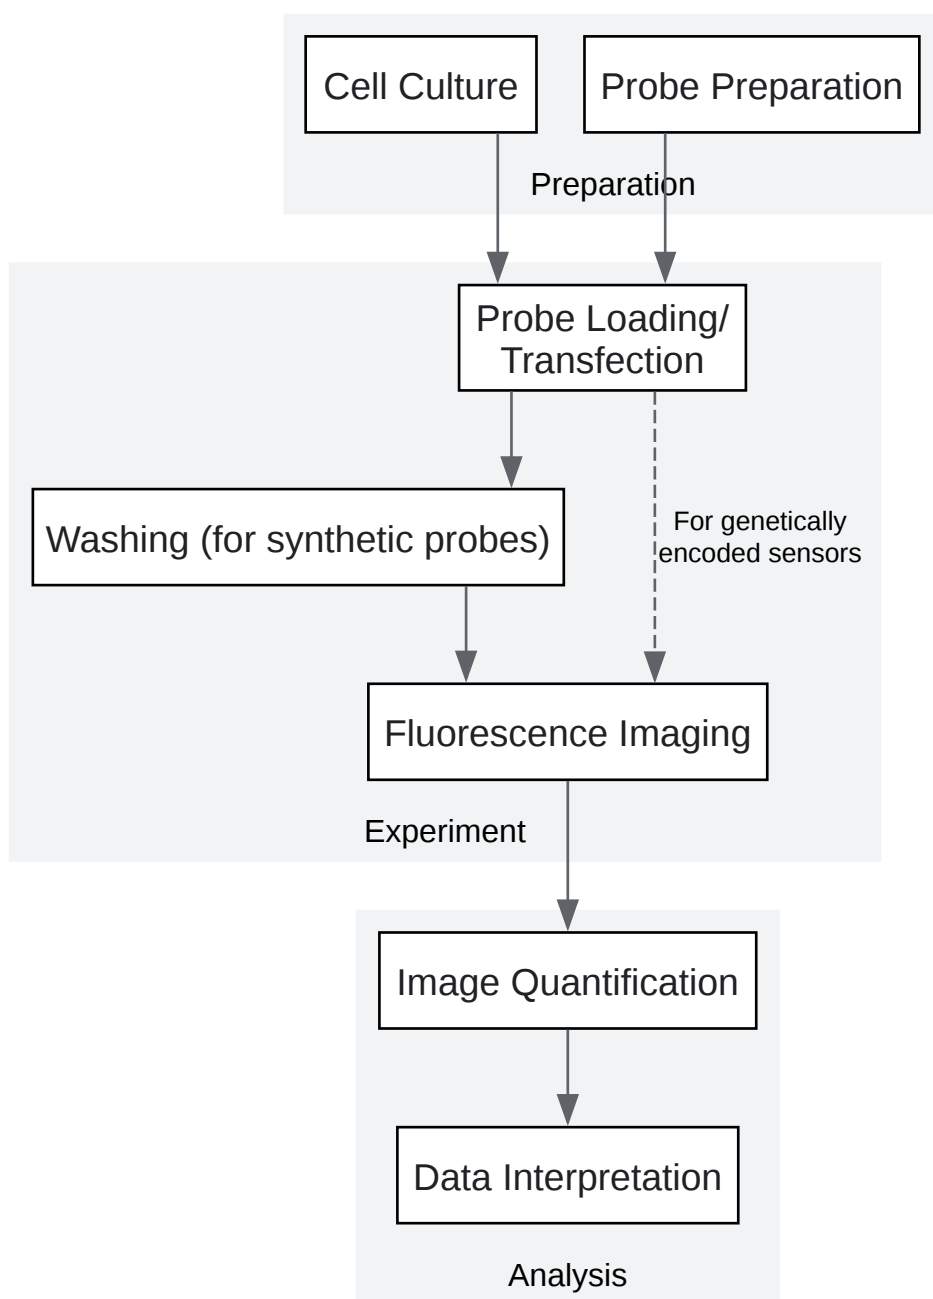 Cell Culture
Probe Preparation
Preparation
Probe Loading/
Transfection
Washing (for synthetic probes)
For genetically
encoded sensors
Fluorescence Imaging
Experiment
Image Quantification
Data Interpretation
Analysis